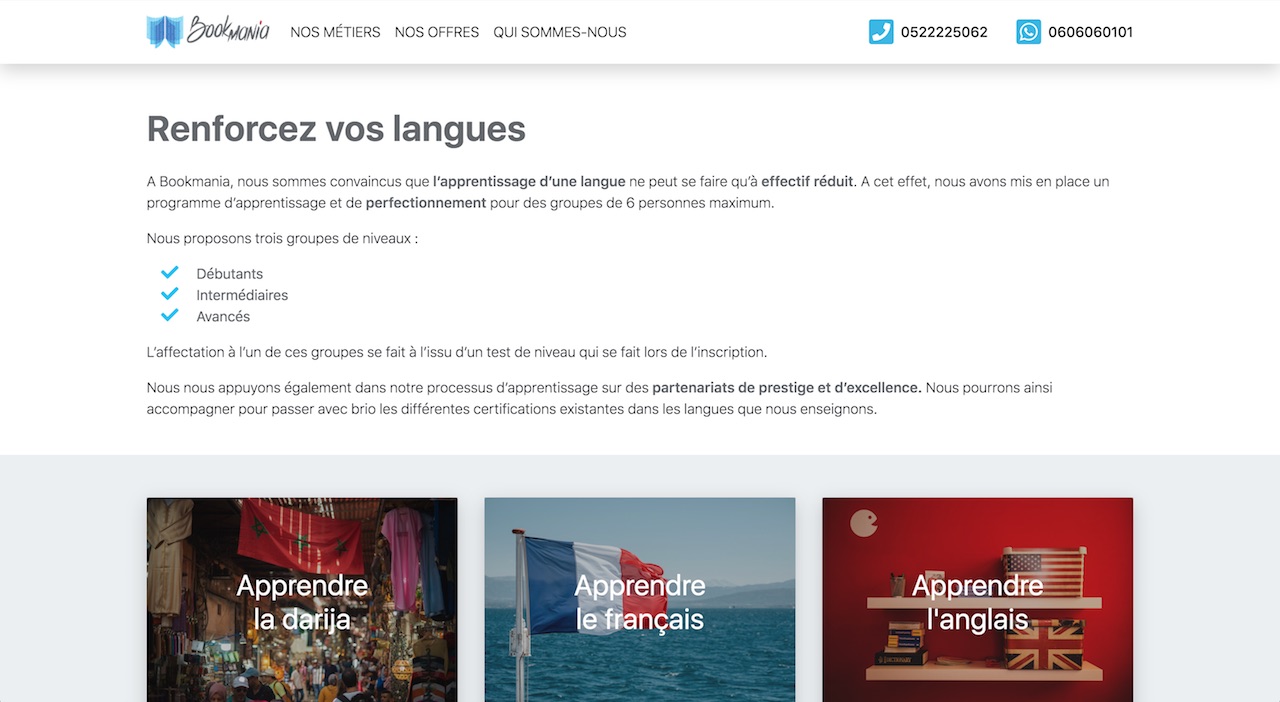 Bookmania NOS MÉTIERS NOS OFFRES QUI SOMMES-NOUS 0522225062 0606060101
Renforcez vos langues
A Bookmania, nous sommes convaincus que l’apprentissage d’une langue ne peut se faire qu’à effectif réduit. A cet effet, nous avons mis en place un
programme d’apprentissage et de perfectionnement pour des groupes de 6 personnes maximum.
Nous proposons trois groupes de niveaux :
Débutants
Intermédiaires
Avancés
L’affectation à l’un de ces groupes se fait à l’issu d’un test de niveau qui se fait lors de l’inscription.
Nous nous appuyons également dans notre processus d’apprentissage sur des partenariats de prestige et d’excellence. Nous pourrons ainsi
accompagner pour passer avec brio les différentes certifications existantes dans les langues que nous enseignons.
Apprendre
la darija
Apprendre
le français
Apprendre
l'anglais